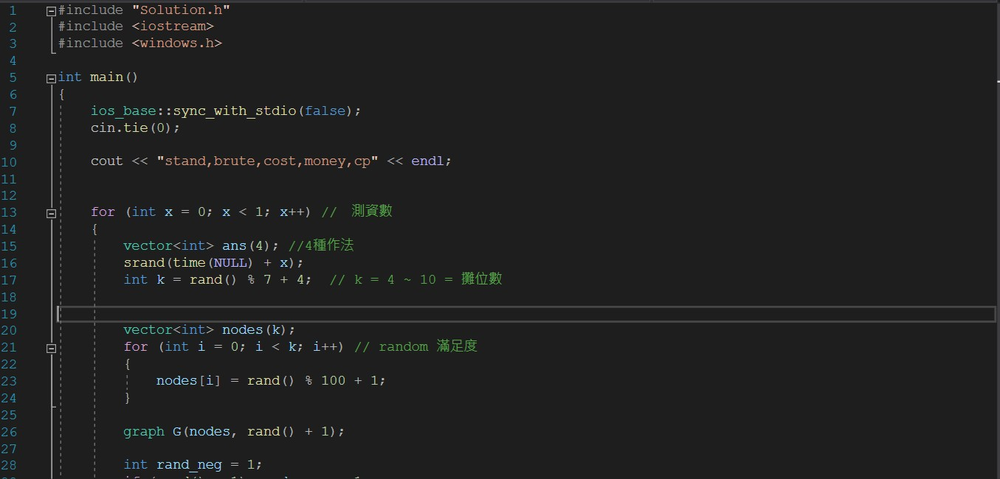 1 #include "Solution.h"
2 #include <iostream>
3 #include <windows.h>
4
5 int main()
6 {
7 ios_base::sync_with_stdio(false);
8 cin.tie(0);
9
10 cout << "stand,brute,cost,money,cp" << endl;
11
12
13 for (int x = 0; x < 1; x++) // 測資數
14 {
15 vector<int> ans(4); //4種作法
16 srand(time(NULL) + x);
17 int k = rand() % 7 + 4; // k = 4 ~ 10 = 攤位數
18
19
20 vector<int> nodes(k);
21 for (int i = 0; i < k; i++) // random 滿足度
22 {
23 nodes[i] = rand() % 100 + 1;
24 }
25
26 graph G(nodes, rand() + 1);
27
28 int rand_neg = 1;